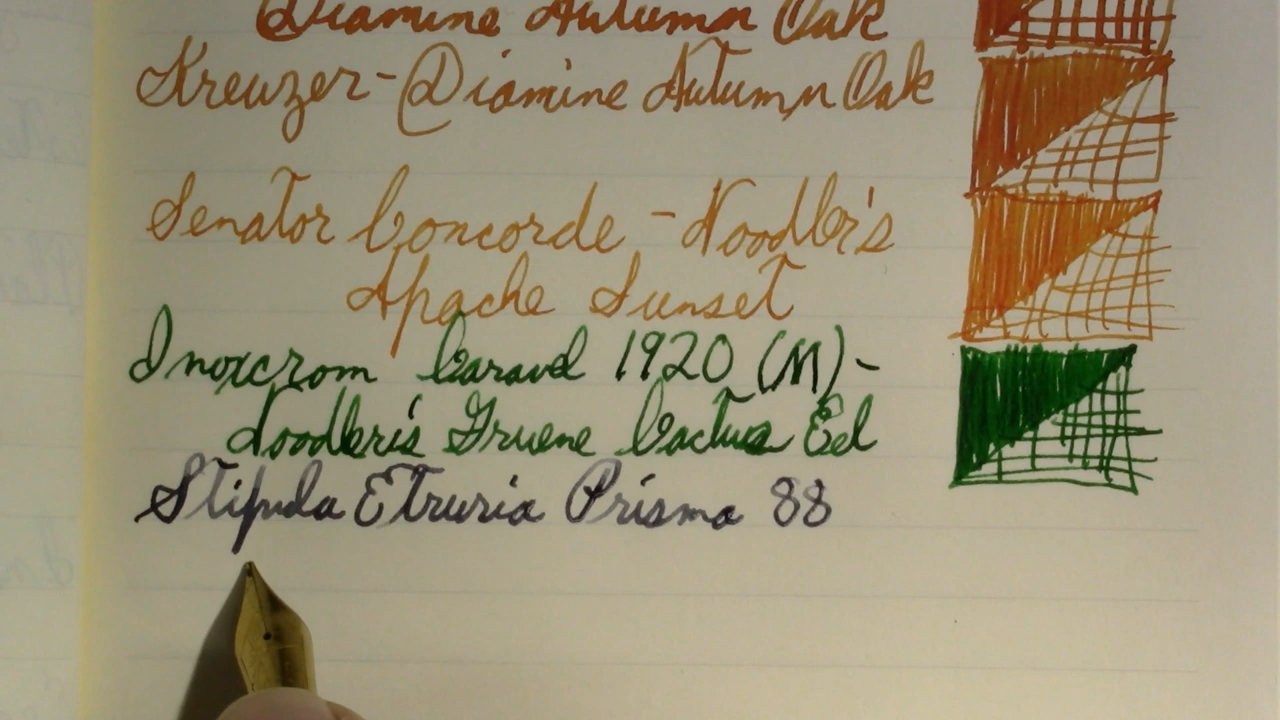 Diamine Autumn Oak
Kreuzer-Diamine Autumn Oak
Senator Concorde - Noodler's
Apache Sunset
Inoxcrom Caravel 1920 (M)-
Noodler's Gruene Cactus Eel
Stipula Etruria Prisma 88